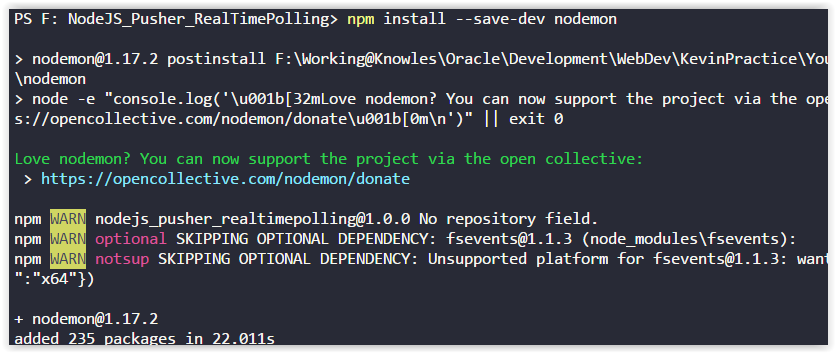 PS F: NodeJS_Pusher_RealTimePolling> npm install --save-dev nodemon
> nodemon@1.17.2 postinstall F:\Working@Knowles\Oracle\Development\WebDev\KevinPractice\You
\nodemon
> node -e "console.log('\u001b[32mLove nodemon? You can now support the project via the ope
s://opencollective.com/nodemon/donate\u001b[0m\n')" || exit 0
Love nodemon? You can now support the project via the open collective:
> https://opencollective.com/nodemon/donate
npm WARN nodejs_pusher_realtimepolling@1.0.0 No repository field.
npm WARN optional SKIPPING OPTIONAL DEPENDENCY: fsevents@1.1.3 (node_modules\fsevents):
npm WARN notsup SKIPPING OPTIONAL DEPENDENCY: Unsupported platform for fsevents@1.1.3: want
":"x64"})
+ nodemon@1.17.2
added 235 packages in 22.011s